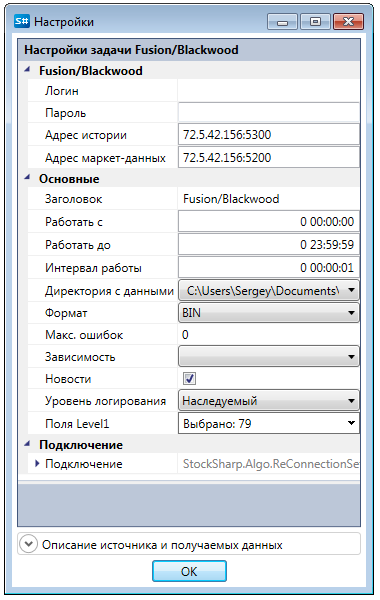 S# Настройки
Настройки задачи Fusion/Blackwood
Fusion/Blackwood
Логин
Пароль
Адрес истории 72.5.42.156:5300
Адрес маркет-данных 72.5.42.156:5200
Основные
Заголовок Fusion/Blackwood
Работать с 0 00:00:00
Работать до 0 23:59:59
Интервал работы 0 00:00:01
Директория с данными C:\Users\Sergey\Documents\
Формат BIN
Макс. ошибок 0
Зависимость
Новости
Уровень логирования Наследуемый
Поля Level1 Выбрано: 79
Подключение
Подключение StockSharp.Algo.ReConnectionSe
Описание источника и получаемых данных
OK